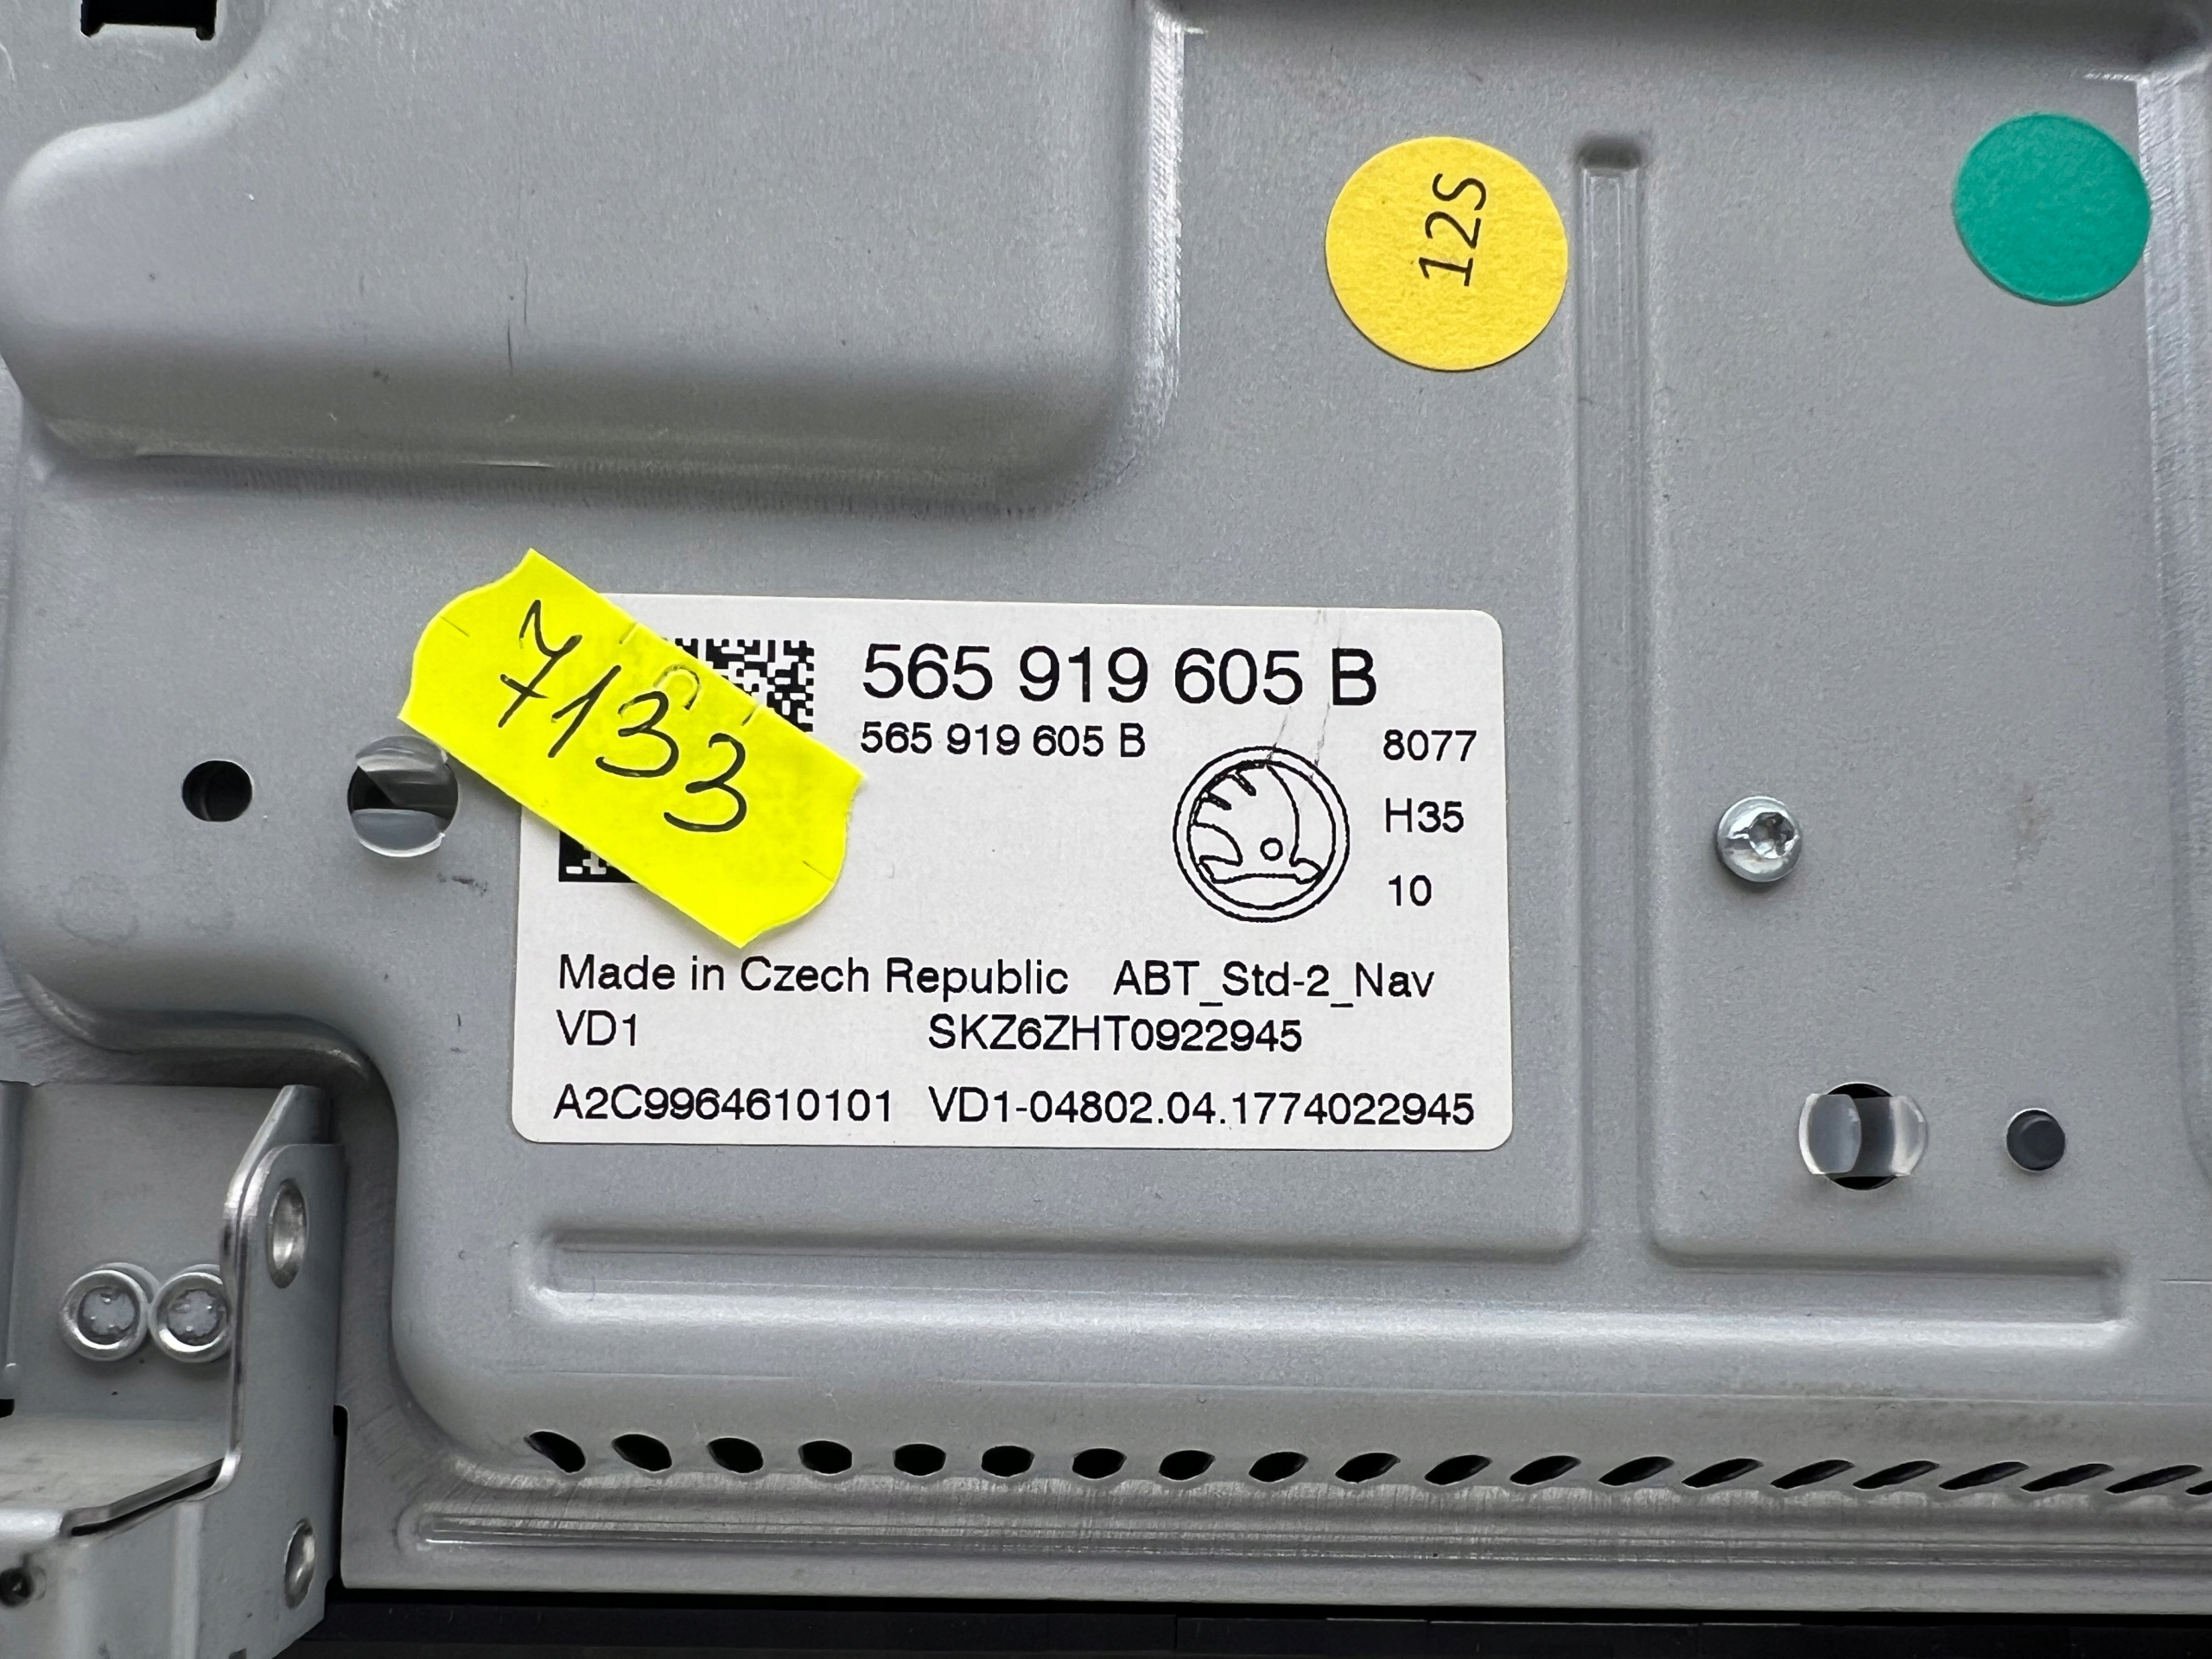 12S
7133
565 919 605 B
565 919 605 B
8077
H35
10
Made in Czech Republic ABT_Std-2_Nav
VD1 SKZ6ZHT0922945
A2C9964610101 VD1-04802.04.1774022945